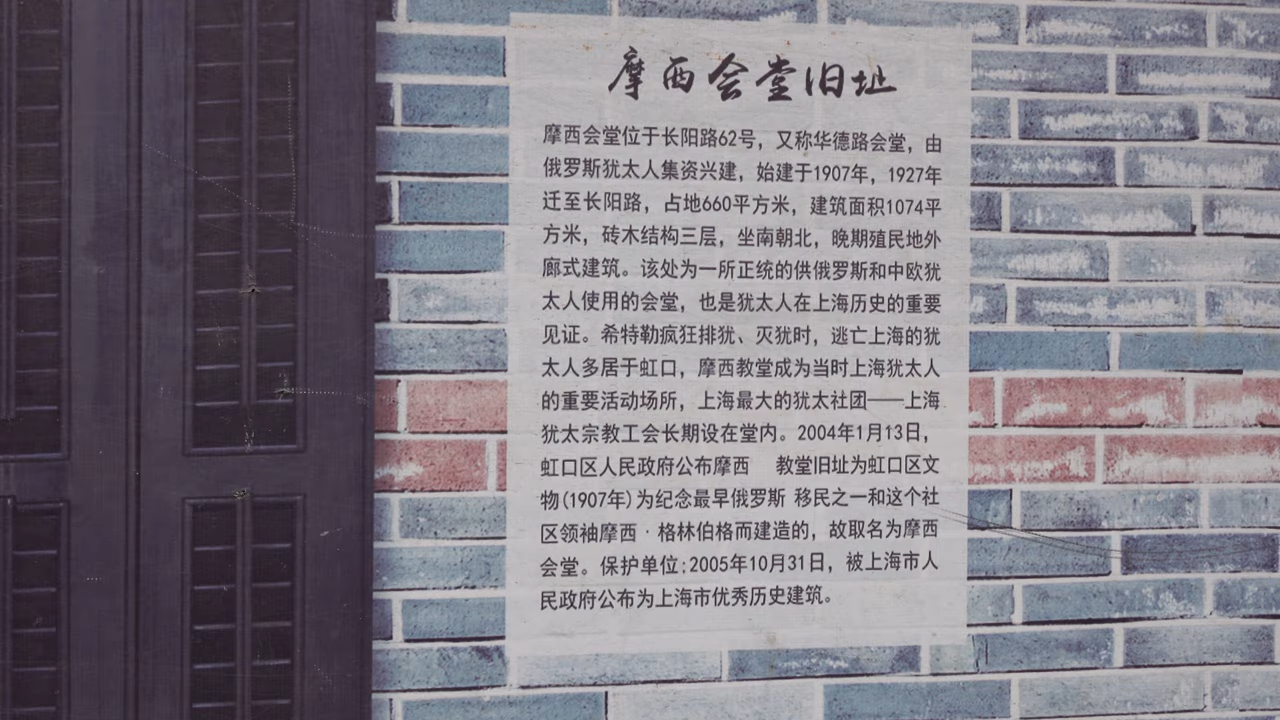 摩西会堂旧址
摩西会堂位于长阳路62号，又称华德路会堂，由
俄罗斯犹太人集资兴建，始建于1907年，1927年
迁至长阳路，占地660平方米，建筑面积1074平
方米，砖木结构三层，坐南朝北，晚期殖民地外
廊式建筑。该处为一所正统的供俄罗斯和中欧犹
太人使用的会堂，也是犹太人在上海历史的重要
见证。希特勒疯狂排犹、灭犹时，逃亡上海的犹
太人多居于虹口，摩西教堂成为当时上海犹太人
的重要活动场所，上海最大的犹太社团——上海
犹太宗教工会长期设在堂内。2004年1月13日，
虹口区人民政府公布摩西 教堂旧址为虹口区文
物(1907年)为纪念最早俄罗斯 移民之一和这个社
区领袖摩西·格林伯格而建造的，故取名为摩西
会堂。保护单位:2005年10月31日，被上海市人
民政府公布为上海市优秀历史建筑。